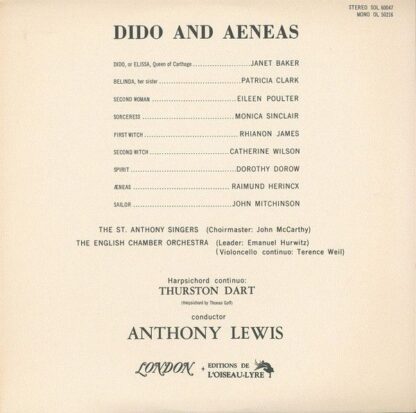 STEREO SOL 60047
MONO OL 50216
DIDO AND AENEAS
DIDO, or ELISSA, Queen of Carthage ........................ JANET BAKER
BELINDA, her sister ........................ PATRICIA CLARK
SECOND WOMAN ........................ EILEEN POULTER
SORCERESS ........................ MONICA SINCLAIR
FIRST WITCH ........................ RHIANON JAMES
SECOND WITCH ........................ CATHERINE WILSON
SPIRIT ........................ DOROTHY DOROW
ÆNEAS ........................ RAIMUND HERINCX
SAILOR ........................ JOHN MITCHINSON
THE ST. ANTHONY SINGERS (Choirmaster: John McCarthy)
THE ENGLISH CHAMBER ORCHESTRA (Leader: Emanuel Hurwitz)
(Violoncello continuo: Terence Weil)
Harpsichord continuo:
THURSTON DART
(Harpsichord by Thomas Goff)
conductor
ANTHONY LEWIS
LONDON + EDITIONS DE
L'OISEAU-LYRE